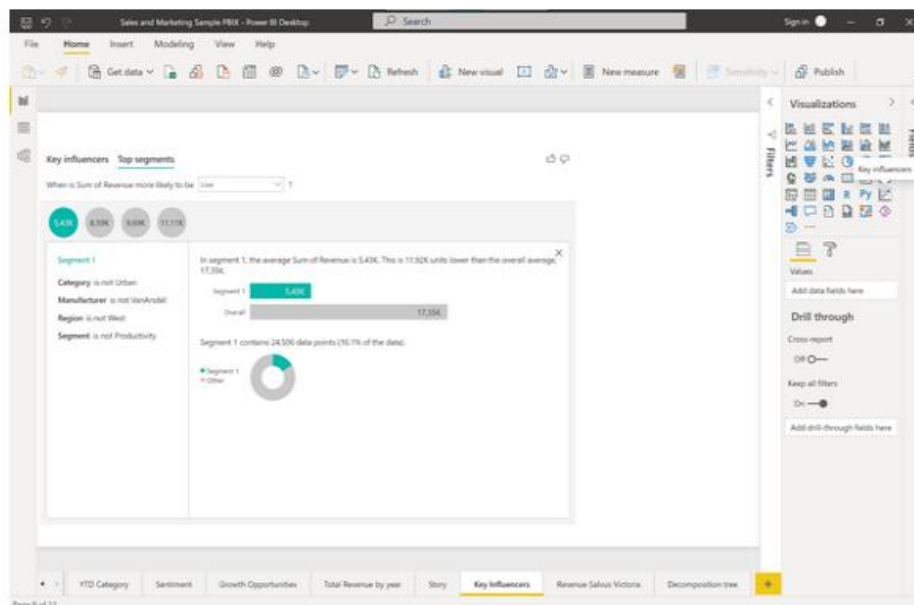 Sales and Marketing Sample PBIX - Power BI Desktop
Search
Sign in
File Home Insert Modeling View Help
Get data
Refresh
New visual
New measure
Sensitivity
Publish
Visualizations
Filters
Fields
Key influencers
Key influencers Top segments
When is Sum of Revenue more likely to be Low ?
5.43K 8.59K 9.69K 11.11K
Segment 1
Category is not Urban
Manufacturer is not VanArsdel
Region is not West
Segment is not Productivity
In segment 1, the average Sum of Revenue is 5.43K. This is 11.92K units lower than the overall average,
17.35K.
Segment 1 5.43K
Overall 17.35K
Segment 1 contains 24,506 data points (16.1% of the data).
Segment 1
Other
R Py
Values
Add data fields here
Drill through
Cross-report
Off
Keep all filters
On
Add drill-through fields here
YTD Category
Sentiment
Growth Opportunities
Total Revenue by year
Story
Key Influencers
Revenue Salvus Victoria
Decomposition tree